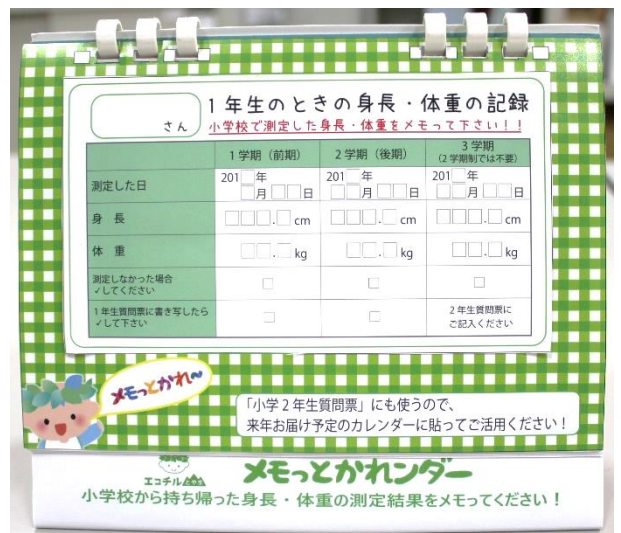 1年生のときの身長・体重の記録
さん
小学校で測定した身長・体重をメモって下さい！！
1学期（前期） 2学期（後期） 3学期
（2学期制では不要）
測定した日 201□年 201□年 201□年
□□月□□日 □□月□□日 □□月□□日
身 長 □□□.□cm □□□.□cm □□□.□cm
体 重 □□.□kg □□.□kg □□.□kg
測定しなかった場合
✓してください □ □ □
1年生質問票に書き写したら
✓して下さい □ □ 2年生質問票に
ご記入ください
メモっとかれ〜
「小学2年生質問票」にも使うので、
来年お届け予定のカレンダーに貼ってご活用ください！
エコチル
メモっとかれンダー
小学校から持ち帰った身長・体重の測定結果をメモってください！